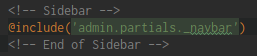 <!-- Sidebar -->
@include('admin.partials._navbar')
<!-- End of Sidebar -->